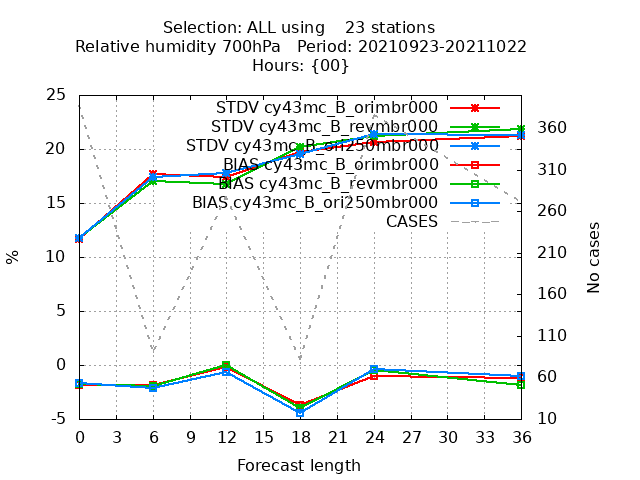 Selection: ALL using    23 stations
Relative humidity 700hPa   Period: 20210923-20211022
Hours: {00}
STDV cy43mc_B_orimbr000
STDV cy43mc_B_revmbr000
STDV cy43mc_B_ori250mbr000
BIAS cy43mc_B_orimbr000
BIAS cy43mc_B_revmbr000
BIAS cy43mc_B_ori250mbr000
CASES
25
20
15
10
5
0
-5
%
360
310
260
210
160
110
60
10
No cases
0 3 6 9 12 15 18 21 24 27 30 33 36
Forecast length